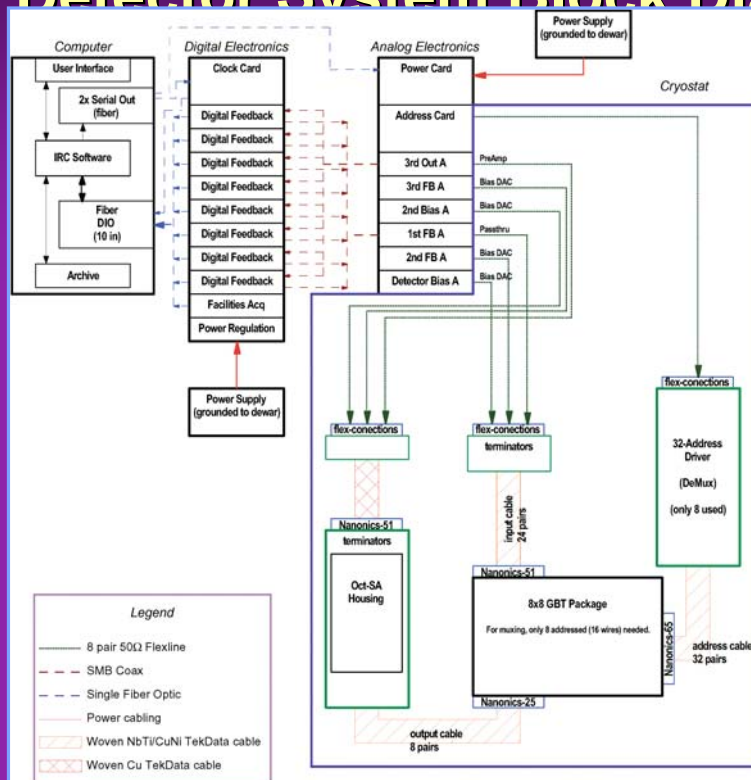 Detector System Block
Power Supply
(grounded to dewar)
Computer
Digital Electronics
Analog Electronics
Cryostat
User Interface
2x Serial Out
(fiber)
IRC Software
Fiber
DIO
(10 in)
Archive
Clock Card
Digital Feedback
Digital Feedback
Digital Feedback
Digital Feedback
Digital Feedback
Digital Feedback
Digital Feedback
Digital Feedback
Facilities Acq
Power Regulation
Power Supply
(grounded to dewar)
Power Card
Address Card
3rd Out A
3rd FB A
2nd Bias A
1st FB A
2nd FB A
Detector Bias A
PreAmp
Bias DAC
Bias DAC
Passthru
Bias DAC
Bias DAC
flex-conections
flex-conections
terminators
flex-conections
32-Address
Driver
(DeMux)
(only 8 used)
input cable
24 pairs
Nanonics-51
terminators
Oct-SA
Housing
Nanonics-51
8x8 GBT Package
For muxing, only 8 addressed (16 wires) needed.
Nanonics-65
Nanonics-25
address cable
32 pairs
output cable
8 pairs
Legend
8 pair 50Ω Flexline
SMB Coax
Single Fiber Optic
Power cabling
Woven NbTi/CuNi TekData cable
Woven Cu TekData cable